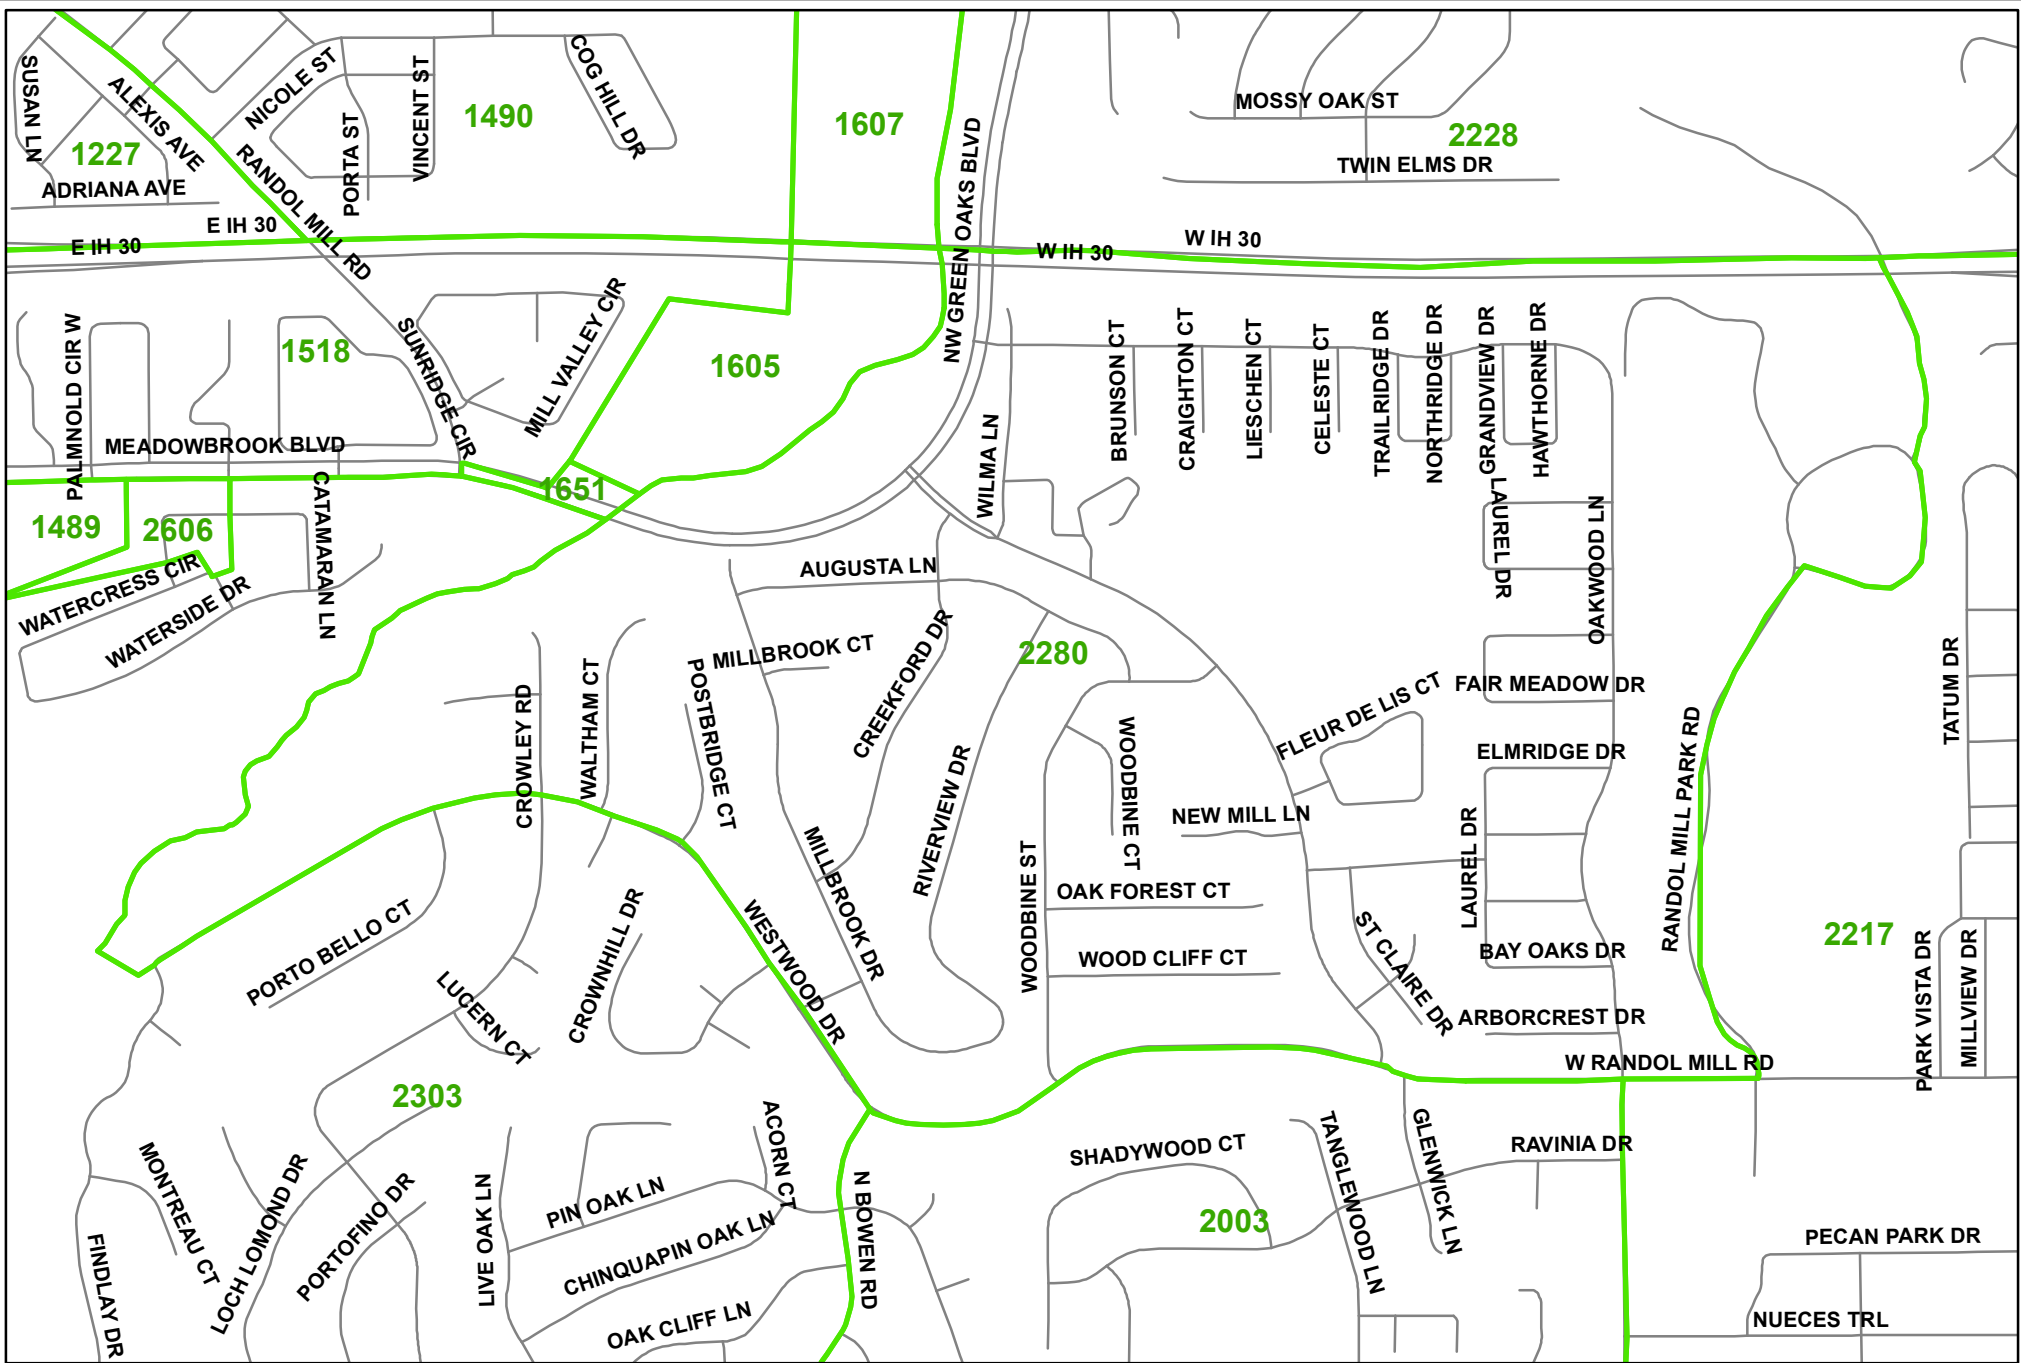 SUSAN LN
ALEXIS AVE
NICOLE ST
PORTA ST
VINCENT ST
1490
COG HILL DR
1607
NW GREEN OAKS BLVD
MOSSY OAK ST
2228
TWIN ELMS DR
1227
ADRIANA AVE
RANDOL MILL RD
E IH 30
E IH 30
W IH 30
W IH 30
PALMNOLD CIR W
1518
SUNRIDGE CIR
MILL VALLEY CIR
1605
MEADOWBROOK BLVD
BRUNSON CT
CRAIGHTON CT
LIESCHEN CT
CELESTE CT
TRAILRIDGE DR
NORTHRIDGE DR
GRANDVIEW DR
HAWTHORNE DR
WILMA LN
1651
1489
2606
CATAMARAN LN
WATERCRESS CIR
WATERSIDE DR
LAUREL DR
OAKWOOD LN
AUGUSTA LN
MILLBROOK CT
CREEKFORD DR
2280
POSTBRIDGE CT
WALTHAM CT
CROWLEY RD
RIVERVIEW DR
WOODBINE CT
FLEUR DE LIS CT
FAIR MEADOW DR
ELMRIDGE DR
TATUM DR
RANDOL MILL PARK RD
NEW MILL LN
LAUREL DR
MILLBROOK DR
WOODBINE ST
OAK FOREST CT
WOOD CLIFF CT
ST CLAIRE DR
BAY OAKS DR
ARBORCREST DR
2217
PARK VISTA DR
MILLVIEW DR
W RANDOL MILL RD
PORTO BELLO CT
LUCERN CT
CROWNHILL DR
WESTWOOD DR
2303
ACORN CT
MONTREAU CT
LOCH LOMOND DR
PORTOFINO DR
FINDLAY DR
LIVE OAK LN
PIN OAK LN
CHINQUAPIN OAK LN
OAK CLIFF LN
N BOWEN RD
SHADYWOOD CT
2003
TANGLEWOOD LN
GLENWICK LN
RAVINIA DR
PECAN PARK DR
NUECES TRL